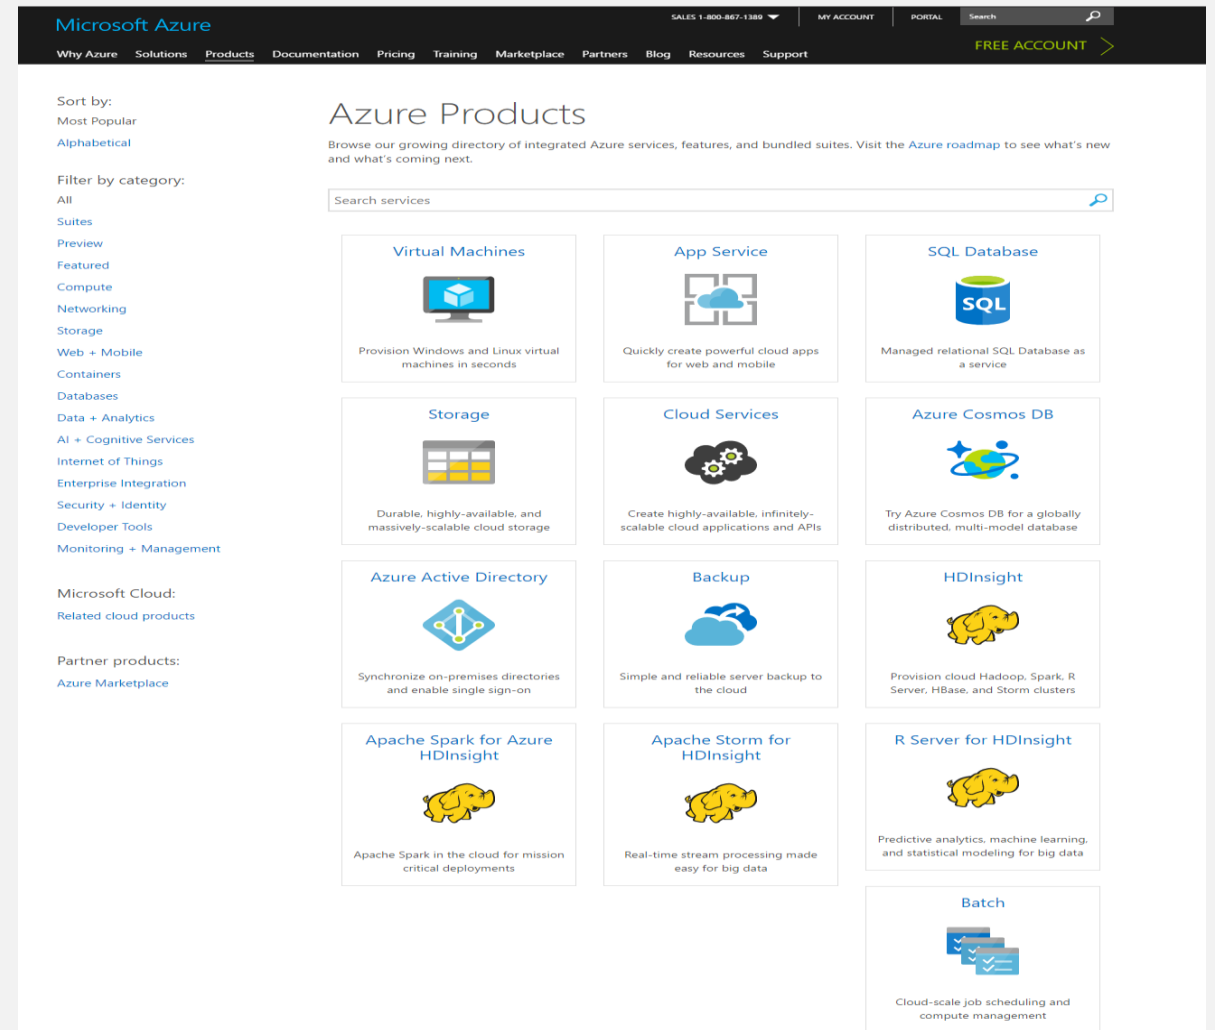 Microsoft Azure
SALES 1-800-867-1389
MY ACCOUNT
PORTAL
Search
FREE ACCOUNT
Why Azure Solutions Products Documentation Pricing Training Marketplace Partners Blog Resources Support
Sort by:
Most Popular
Alphabetical
Filter by category:
All
Suites
Preview
Featured
Compute
Networking
Storage
Web + Mobile
Containers
Databases
Data + Analytics
AI + Cognitive Services
Internet of Things
Enterprise Integration
Security + Identity
Developer Tools
Monitoring + Management
Microsoft Cloud:
Related cloud products
Partner products:
Azure Marketplace
Azure Products
Browse our growing directory of integrated Azure services, features, and bundled suites. Visit the Azure roadmap to see what's new
and what's coming next.
Search services
Virtual Machines
Provision Windows and Linux virtual
machines in seconds
App Service
Quickly create powerful cloud apps
for web and mobile
SQL Database
SQL
Managed relational SQL Database as
a service
Storage
Durable, highly-available, and
massively-scalable cloud storage
Cloud Services
Create highly-available, infinitely-
scalable cloud applications and APIs
Azure Cosmos DB
Try Azure Cosmos DB for a globally
distributed, multi-model database
Azure Active Directory
Synchronize on-premises directories
and enable single sign-on
Backup
Simple and reliable server backup to
the cloud
HDInsight
Provision cloud Hadoop, Spark, R
Server, HBase, and Storm clusters
Apache Spark for Azure
HDInsight
Apache Spark in the cloud for mission
critical deployments
Apache Storm for
HDInsight
Real-time stream processing made
easy for big data
R Server for HDInsight
Predictive analytics, machine learning,
and statistical modeling for big data
Batch
Cloud-scale job scheduling and
compute management